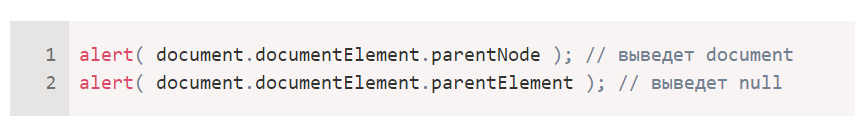 1 alert( document.documentElement.parentNode ); // выведет document
2 alert( document.documentElement.parentElement ); // выведет null